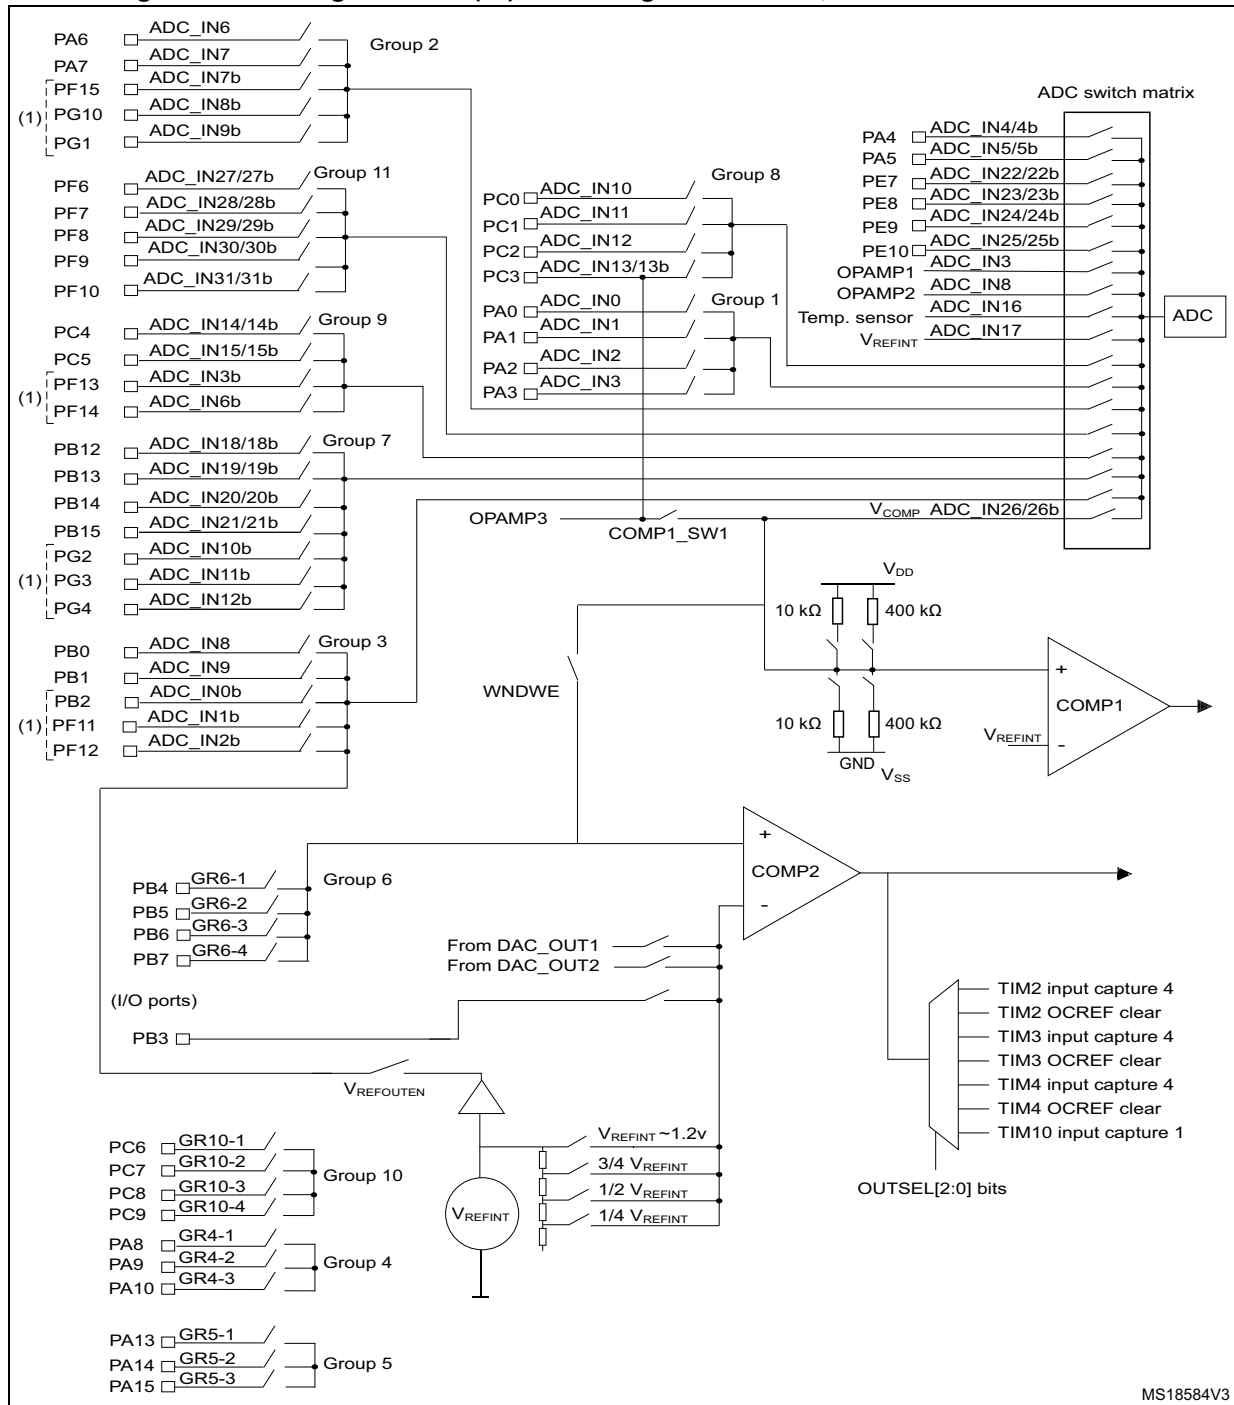 PA6 ADC_IN6
PA7 ADC_IN7
Group 2
PF15 ADC_IN7b
(1) PG10 ADC_IN8b
PG1 ADC_IN9b
PF6 ADC_IN27/27b Group 11
PF7 ADC_IN28/28b
PF8 ADC_IN29/29b
PF9 ADC_IN30/30b
PF10 ADC_IN31/31b
PC4 ADC_IN14/14b Group 9
PC5 ADC_IN15/15b
PF13 ADC_IN3b
(1)
PF14 ADC_IN6b
PB12 ADC_IN18/18b Group 7
PB13 ADC_IN19/19b
PB14 ADC_IN20/20b
PB15 ADC_IN21/21b
PG2 ADC_IN10b
(1) PG3 ADC_IN11b
PG4 ADC_IN12b
PB0 ADC_IN8 Group 3
PB1 ADC_IN9
PB2 ADC_IN0b
(1) PF11 ADC_IN1b
PF12 ADC_IN2b
PC0 ADC_IN10 Group 8
PC1 ADC_IN11
PC2 ADC_IN12
PC3 ADC_IN13/13b
PA0 ADC_IN0 Group 1
PA1 ADC_IN1
PA2 ADC_IN2
PA3 ADC_IN3
ADC switch matrix
PA4 ADC_IN4/4b
PA5 ADC_IN5/5b
PE7 ADC_IN22/22b
PE8 ADC_IN23/23b
PE9 ADC_IN24/24b
PE10 ADC_IN25/25b
OPAMP1 ADC_IN3
OPAMP2 ADC_IN8
Temp. sensor ADC_IN16
VREFINT ADC_IN17
ADC
OPAMP3
COMP1_SW1
VCOMP ADC_IN26/26b
VDD
10 kΩ 400 kΩ
WNDWE
10 kΩ 400 kΩ
GND
VSS
+
COMP1
VREFINT
-
+
COMP2
-
PB4 GR6-1 Group 6
PB5 GR6-2
PB6 GR6-3
PB7 GR6-4
From DAC_OUT1
From DAC_OUT2
(I/O ports)
PB3
VREFOUTEN
VREFINT
VREFINT ~1.2v
3/4 VREFINT
1/2 VREFINT
1/4 VREFINT
TIM2 input capture 4
TIM2 OCREF clear
TIM3 input capture 4
TIM3 OCREF clear
TIM4 input capture 4
TIM4 OCREF clear
TIM10 input capture 1
OUTSEL[2:0] bits
PC6 GR10-1
PC7 GR10-2
Group 10
PC8 GR10-3
PC9 GR10-4
PA8 GR4-1
PA9 GR4-2 Group 4
PA10 GR4-3
PA13 GR5-1
PA14 GR5-2 Group 5
PA15 GR5-3
MS18584V3